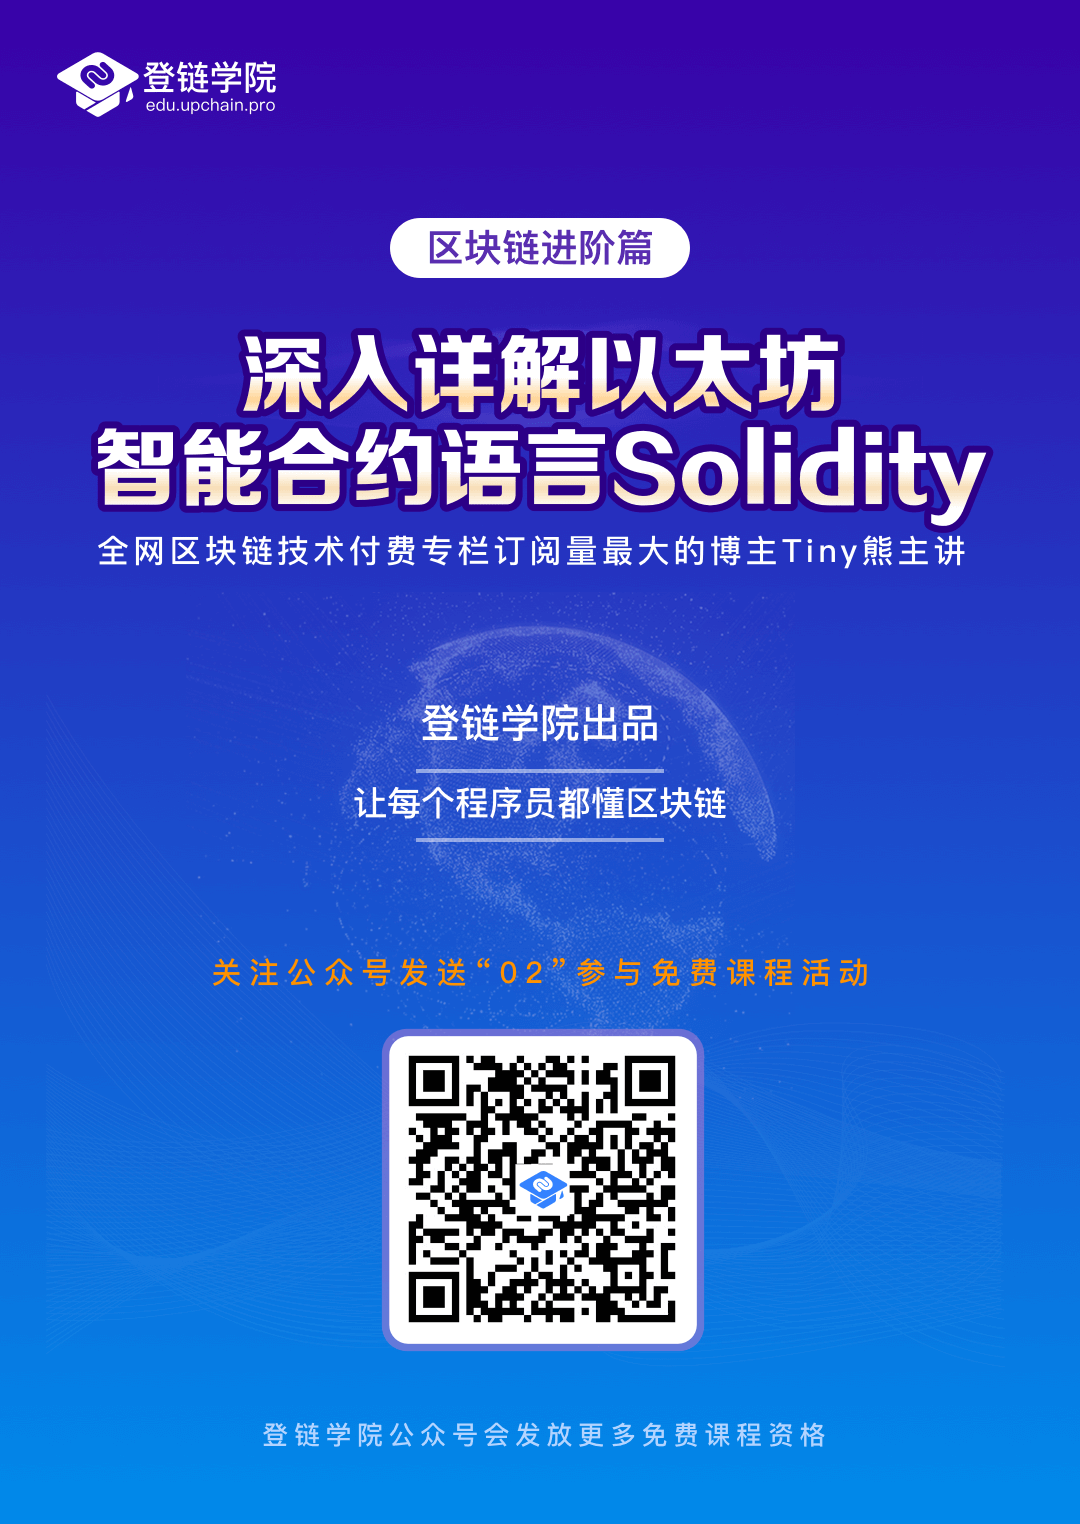 登链学院
edu.upchain.pro
区块链进阶篇
深入详解以太坊
智能合约语言Solidity
全网区块链技术付费专栏订阅量最大的博主Tiny熊主讲
登链学院出品
让每个程序员都懂区块链
关注公众号发送“02”参与免费课程活动
登链学院公众号会发放更多免费课程资格